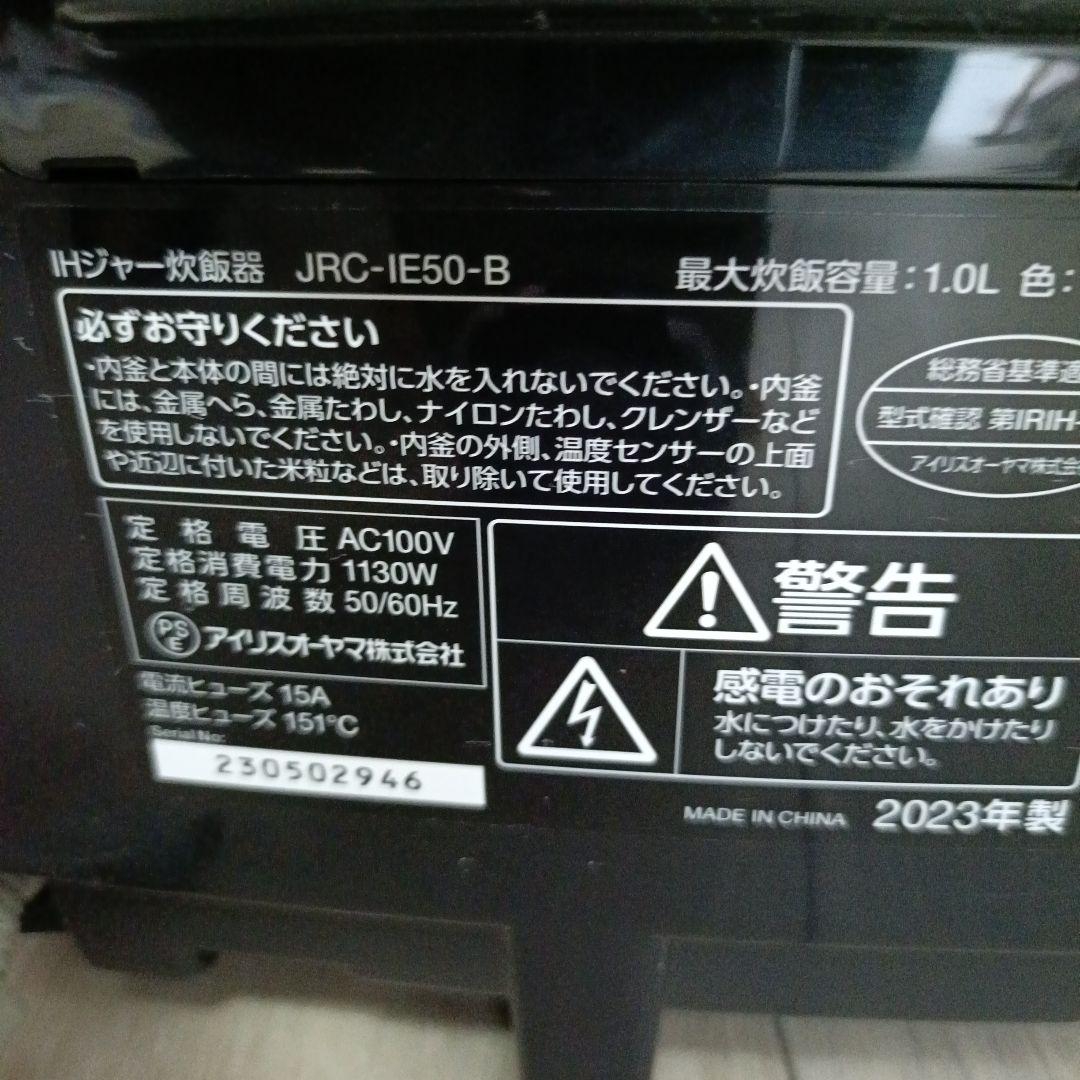 IHジャー炊飯器 JRC-IE50-B 最大炊飯容量：1.0L 色：
必ずお守りください
・内釜と本体の間には絶対に水を入れないでください。・内釜
には、金属へら、金属たわし、ナイロンたわし、クレンザーなど
を使用しないでください。・内釜の外側、温度センサーの上面
や近辺に付いた米粒などは、取り除いて使用してください。
総務省基準適
型式確認 第IRIH-
アイリスオーヤマ株式会
定格電圧 AC100V
定格消費電力 1130W
定格周波数 50/60Hz
PS
E アイリスオーヤマ株式会社
電流ヒューズ 15A
温度ヒューズ 151℃
Serial No:
230502946
警告
感電のおそれあり
水につけたり、水をかけたり
しないでください。
MADE IN CHINA 2023年製